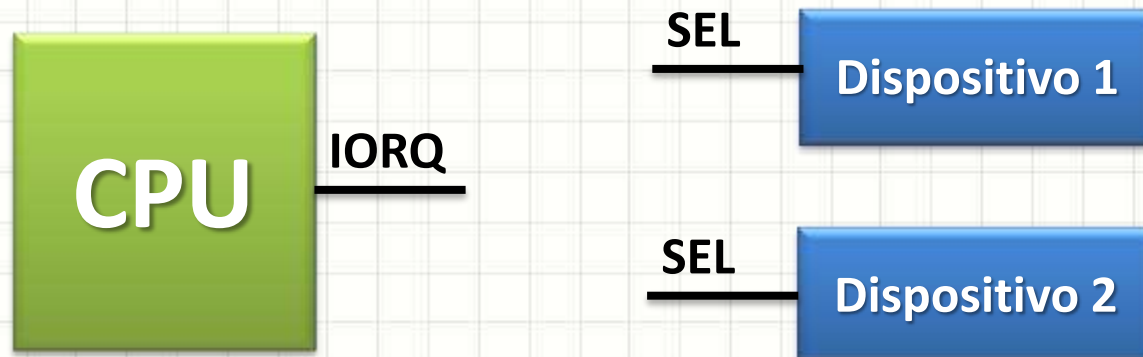 SEL
Dispositivo 1
IORQ
CPU
SEL
Dispositivo 2